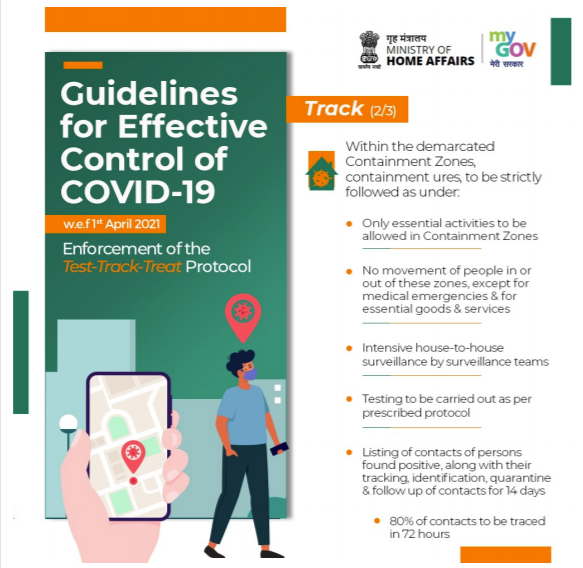 गृह मंत्रालय
MINISTRY OF
HOME AFFAIRS
सत्यमेव जयते
my
GOV
मेरी सरकार
Guidelines
for Effective
Control of
COVID-19
w.e.f 1st April 2021
Enforcement of the
Test-Track-Treat Protocol
Track (2/3)
Within the demarcated
Containment Zones,
containment ures, to be strictly
followed as under:
• Only essential activities to be
allowed in Containment Zones
• No movement of people in or
out of these zones, except for
medical emergencies & for
essential goods & services
• Intensive house-to-house
surveillance by surveillance teams
• Testing to be carried out as per
prescribed protocol
• Listing of contacts of persons
found positive, along with their
tracking, identification, quarantine
& follow up of contacts for 14 days
• 80% of contacts to be traced
in 72 hours